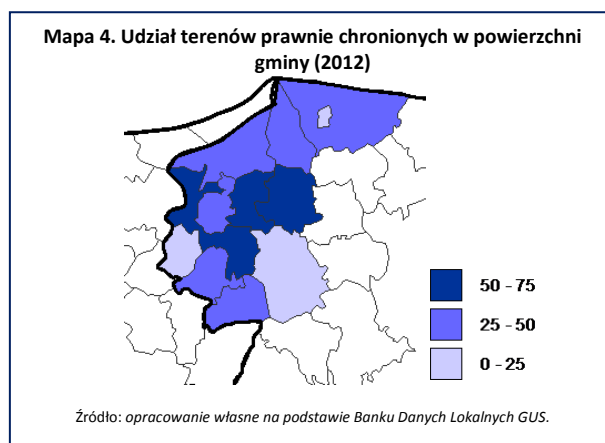 Mapa 4. Udział terenów prawnie chronionych w powierzchni
gminy (2012)
50 - 75
25 - 50
0 - 25
Źródło: opracowanie własne na podstawie Banku Danych Lokalnych GUS.